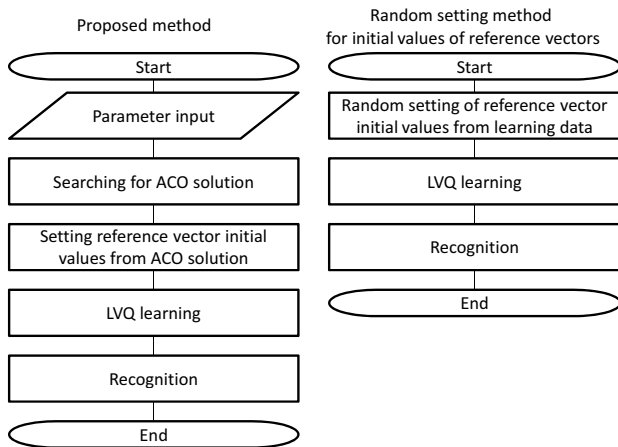 Proposed method
Start
Parameter input
Searching for ACO solution
Setting reference vector initial
values from ACO solution
LVQ learning
Recognition
End
Random setting method
for initial values of reference vectors
Start
Random setting of reference vector
initial values from learning data
LVQ learning
Recognition
End